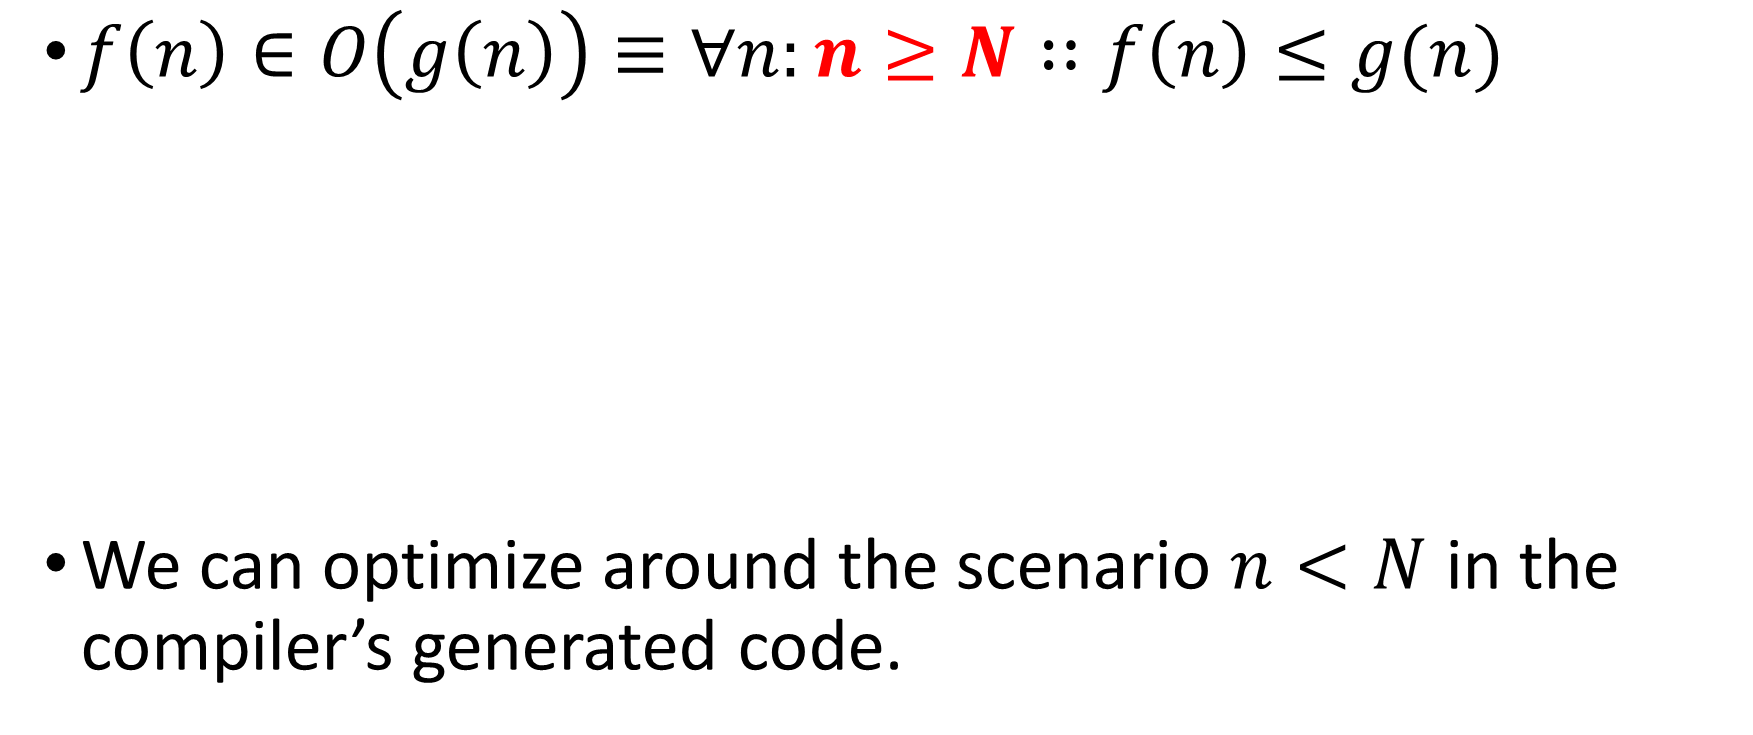 • f(n) ∈ O(g(n)) ≡ ∀n: n ≥ N ∷ f(n) ≤ g(n)
• We can optimize around the scenario n < N in the
compiler’s generated code.